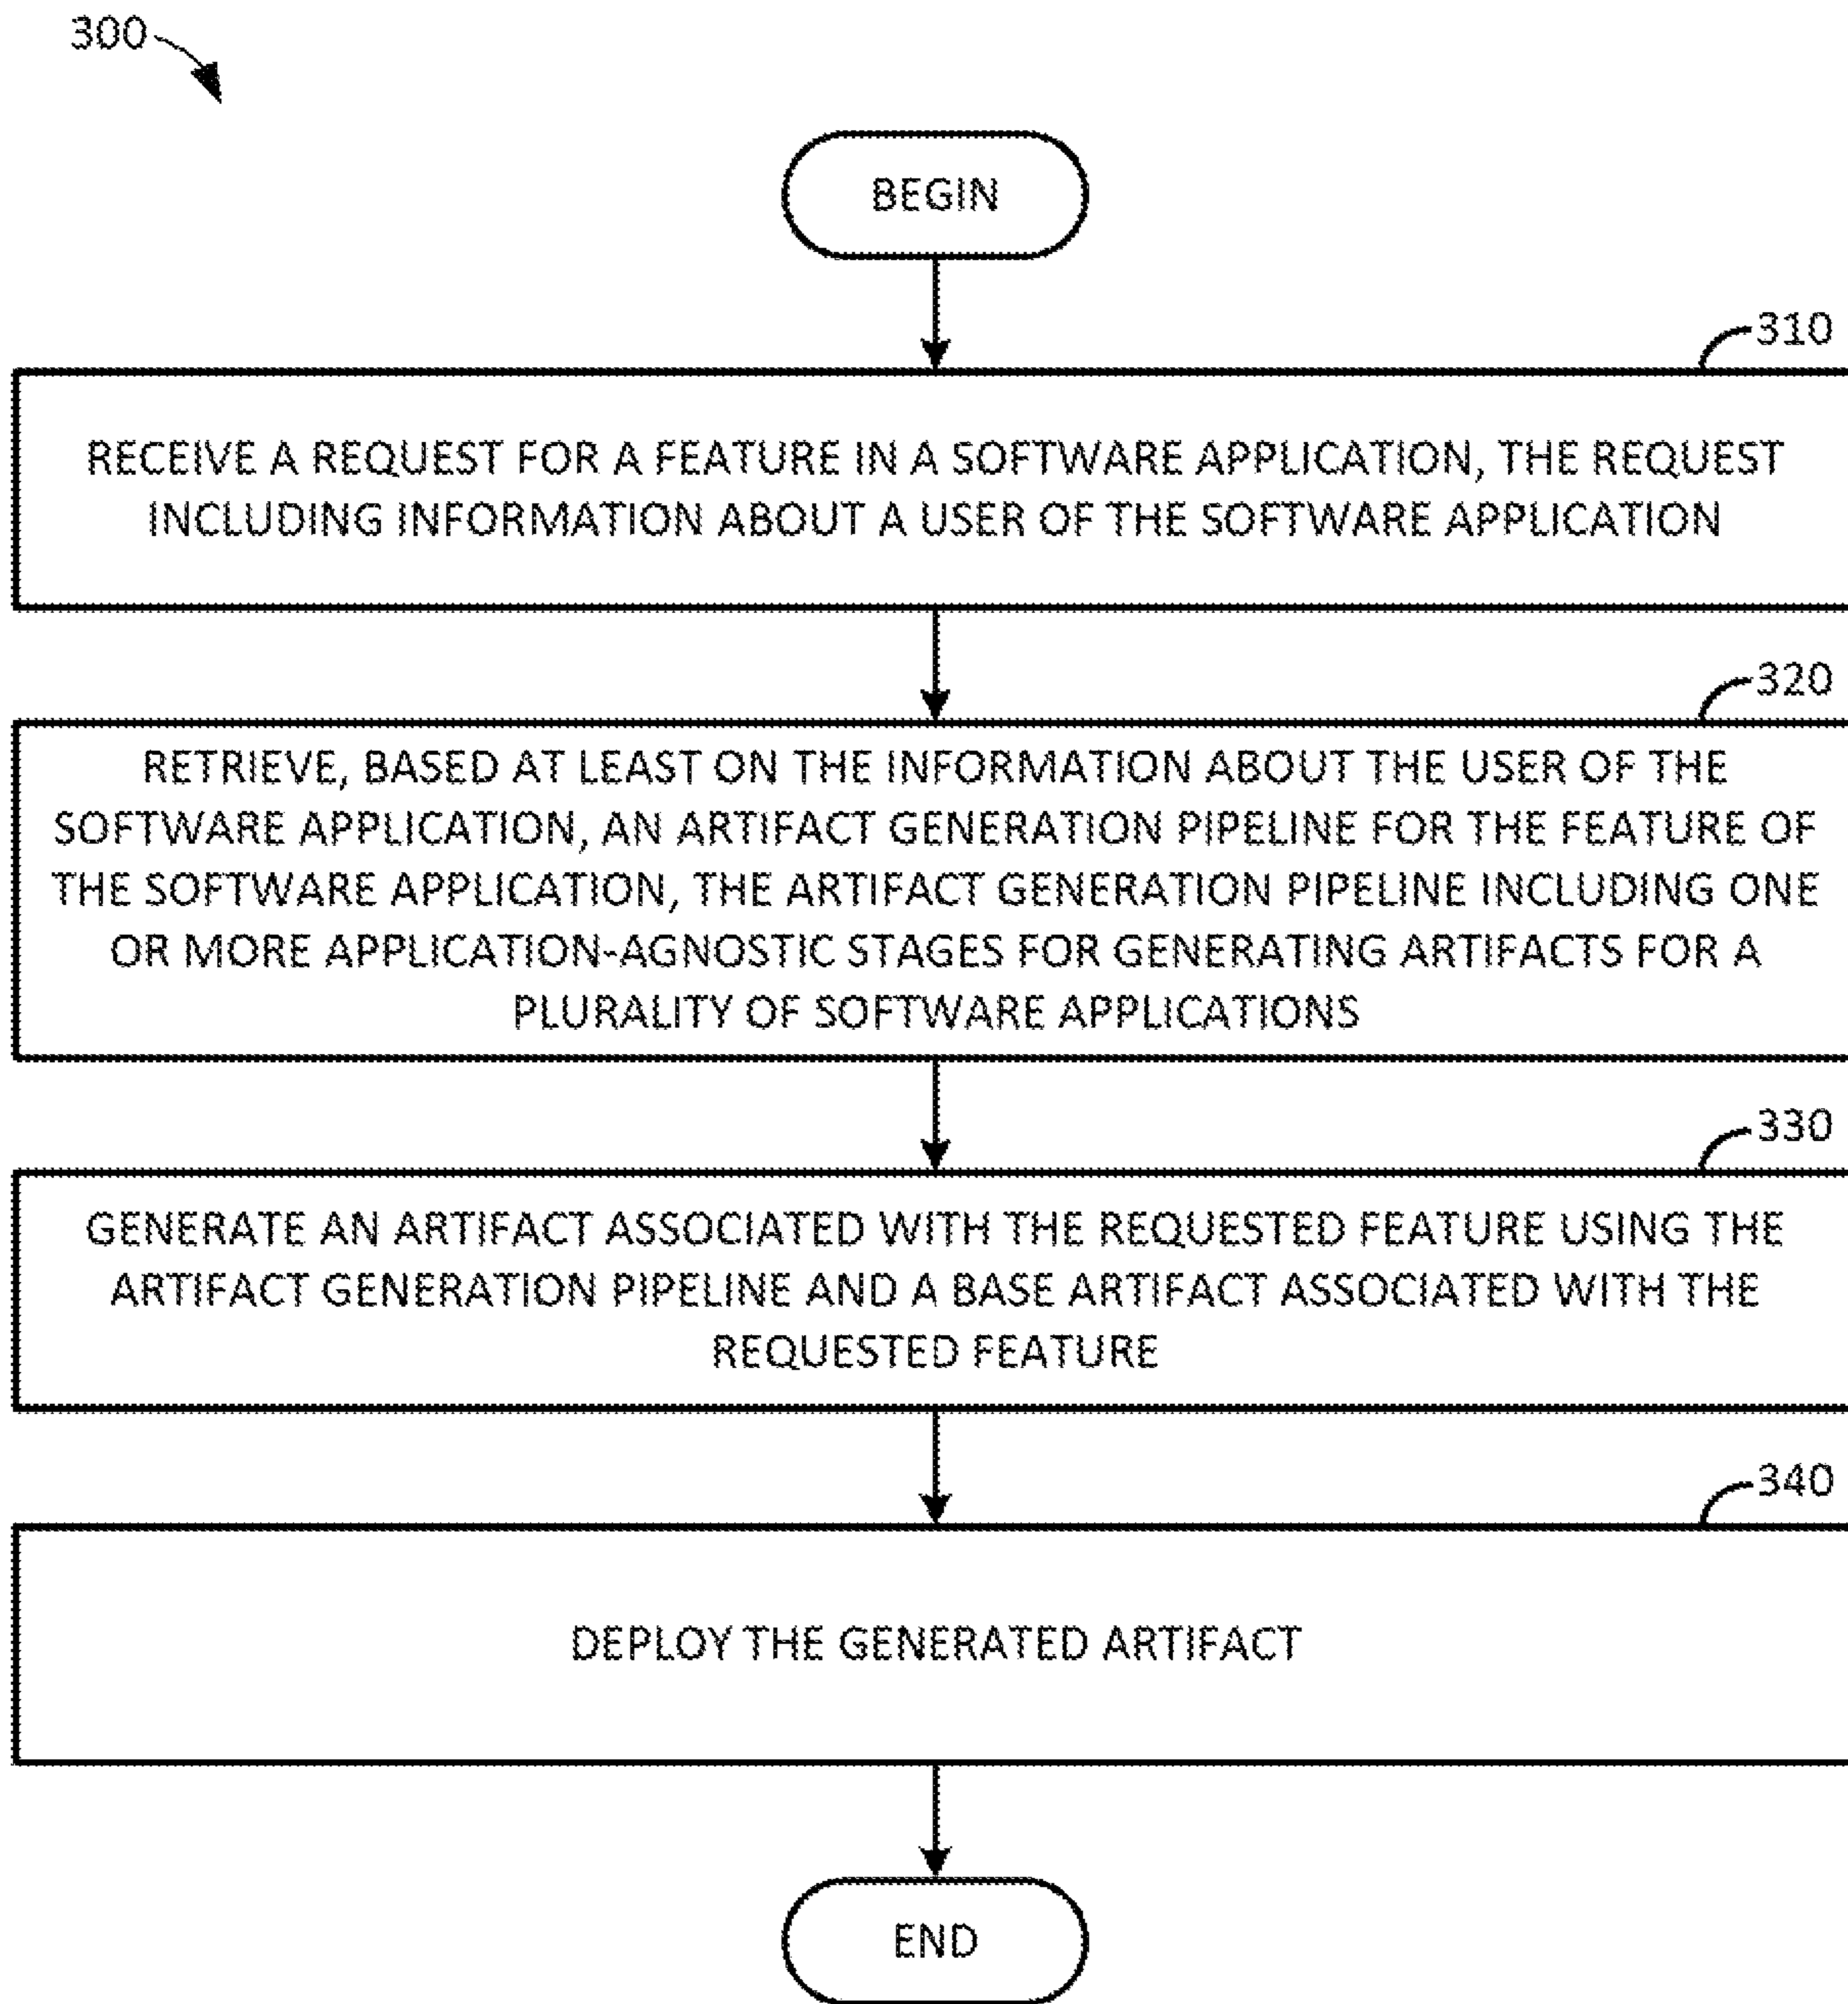 300
BEGIN
310
RECEIVE A REQUEST FOR A FEATURE IN A SOFTWARE APPLICATION, THE REQUEST
INCLUDING INFORMATION ABOUT A USER OF THE SOFTWARE APPLICATION
320
RETRIEVE, BASED AT LEAST ON THE INFORMATION ABOUT THE USER OF THE
SOFTWARE APPLICATION, AN ARTIFACT GENERATION PIPELINE FOR THE FEATURE OF
THE SOFTWARE APPLICATION, THE ARTIFACT GENERATION PIPELINE INCLUDING ONE
OR MORE APPLICATION-AGNOSTIC STAGES FOR GENERATING ARTIFACTS FOR A
PLURALITY OF SOFTWARE APPLICATIONS
330
GENERATE AN ARTIFACT ASSOCIATED WITH THE REQUESTED FEATURE USING THE
ARTIFACT GENERATION PIPELINE AND A BASE ARTIFACT ASSOCIATED WITH THE
REQUESTED FEATURE
340
DEPLOY THE GENERATED ARTIFACT
END